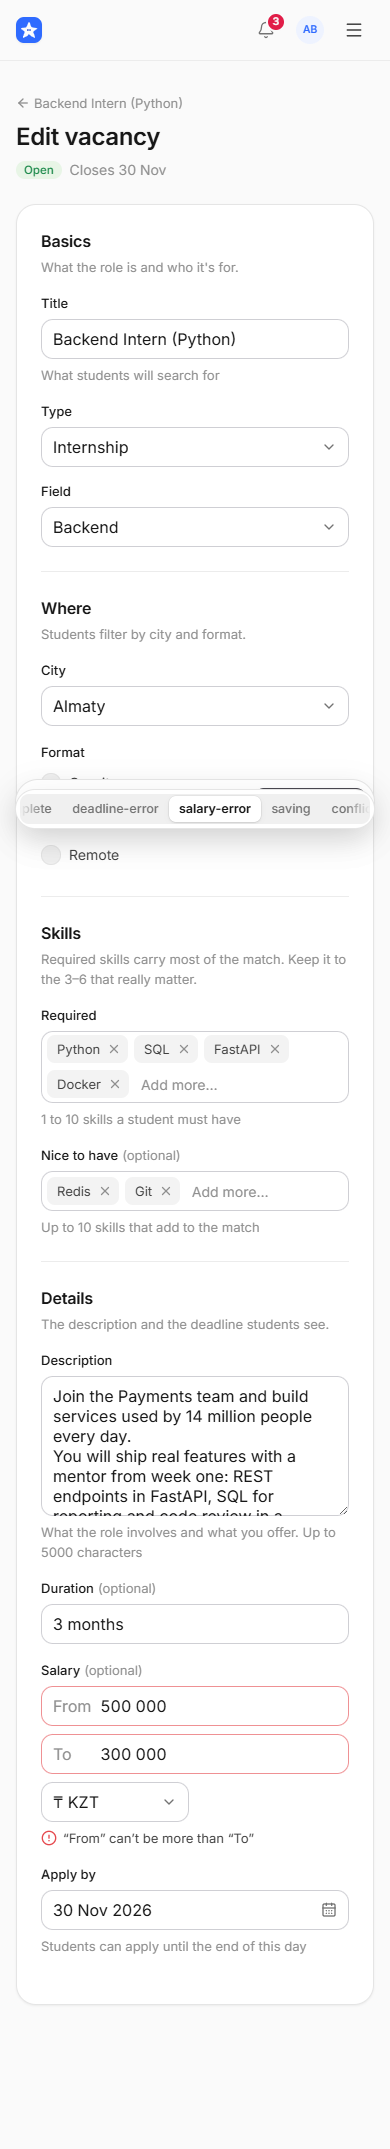 3
AB
Backend Intern (Python)
Edit vacancy
Open Closes 30 Nov
Basics
What the role is and who it's for.
Title
Backend Intern (Python)
What students will search for
Type
Internship
Field
Backend
Where
Students filter by city and format.
City
Almaty
Format
deadline-error salary-error saving
Remote
Skills
Required skills carry most of the match. Keep it to
the 3–6 that really matter.
Required
Python SQL FastAPI
Docker Add more...
1 to 10 skills a student must have
Nice to have (optional)
Redis Git Add more...
Up to 10 skills that add to the match
Details
The description and the deadline students see.
Description
Join the Payments team and build
services used by 14 million people
every day.
You will ship real features with a
mentor from week one: REST
endpoints in FastAPI, SQL for
reporting and code review in a
What the role involves and what you offer. Up to
5000 characters
Duration (optional)
3 months
Salary (optional)
From 500 000
To 300 000
₸ KZT
“From” can’t be more than “To”
Apply by
30 Nov 2026
Students can apply until the end of this day